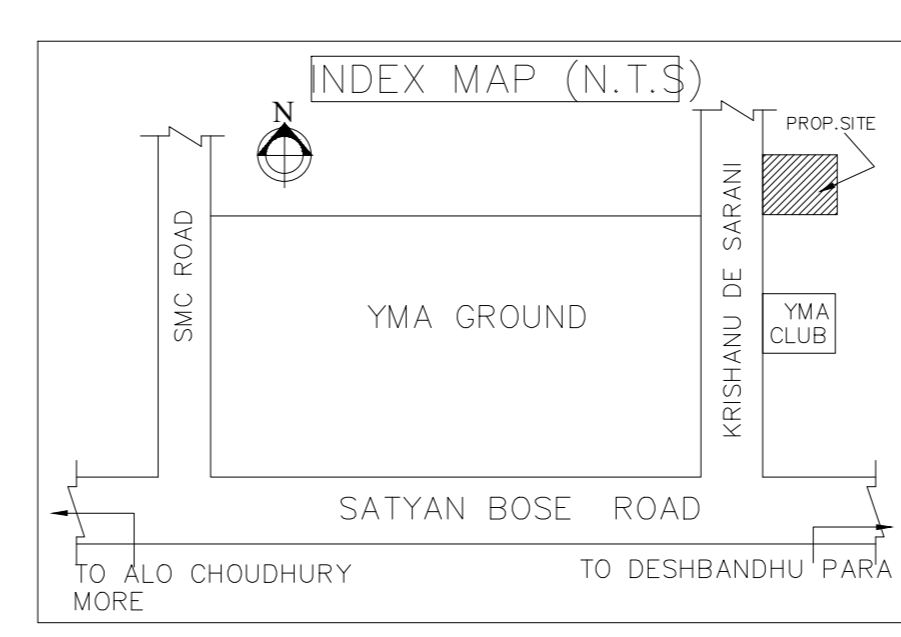 INDEX MAP (N.T.S)
N
PROP.SITE
SMC ROAD
KRISHANU DE SARANI
YMA GROUND
YMA
CLUB
SATYAN BOSE ROAD
TO ALO CHOUDHURY
MORE
TO DESHBANDHU PARA